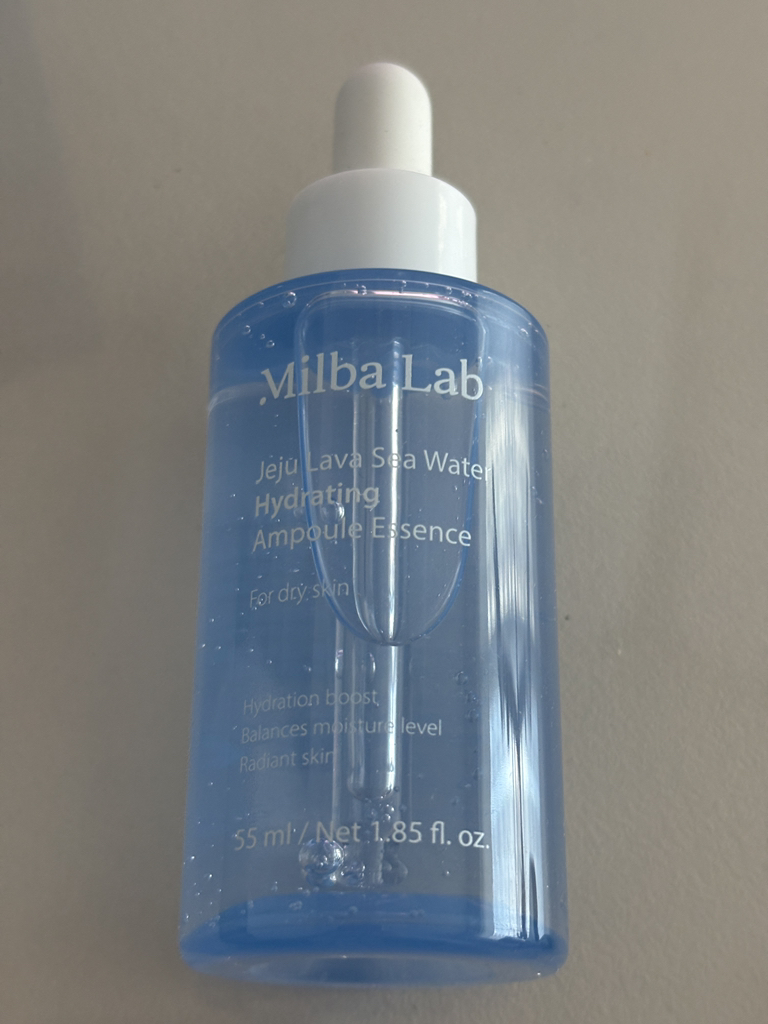 Milba Lab
Jeju Lava Sea Water
Hydrating
Ampoule Essence
For dry skin
Hydration boost
Balances moisture level
Radiant skin
55 ml / Net 1.85 fl. oz.